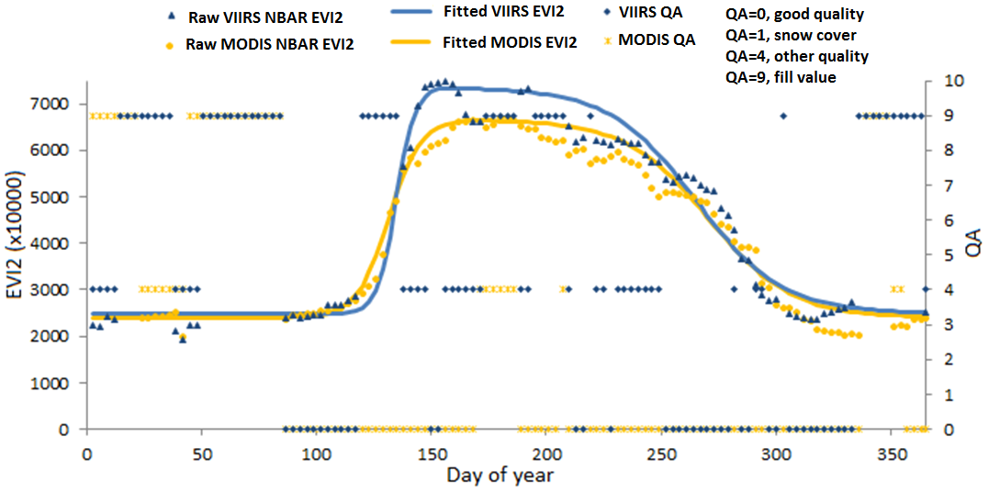 Raw VIIRS NBAR EVI2 Fitted VIIRS EVI2 VIIRS QA
Raw MODIS NBAR EVI2 Fitted MODIS EVI2 MODIS QA
QA=0, good quality
QA=1, snow cover
QA=4, other quality
QA=9, fill value
EVI2 (x10000)
7000
6000
5000
4000
3000
2000
1000
0
10
9
8
7
6
5
4
3
2
1
0
QA
0 50 100 150 200 250 300 350
Day of year